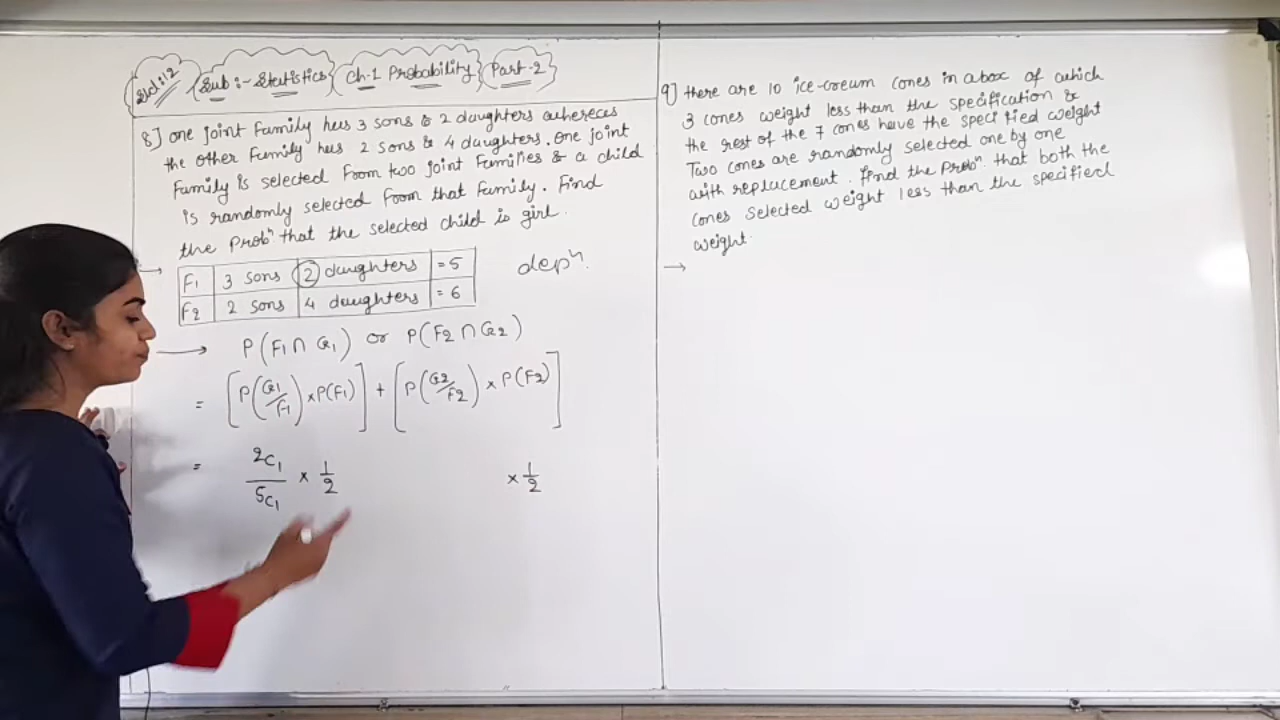 Std:12 Sub:- Statistics Ch-1 Probability Part-2
8] one joint family hes 3 sons & 2 daughters whereces
the other family hes 2 sons & 4 daughters. one joint
family is selected from two joint families & a child
is randomly selected from that family. Find
the Probⁿ that the selected child is girl.
→ F1 3 sons 2 daughters = 5 depⁿ.
F2 2 sons 4 daughters = 6
→ P(F1 ∩ G1) or P(F2 ∩ G2)
= [P(G1/F1) × P(F1)] + [P(G2/F2) × P(F2)]
= 2C1/5C1 × 1/2 × 1/2
9] there are 10 ice-cream cones in a box of which
3 cones weight less than the specification &
the rest of the 7 cones have the specified weight
Two cones are randomly selected one by one
with replacement. find the Probⁿ. that both the
cones selected weight less than the specified
weight.
→